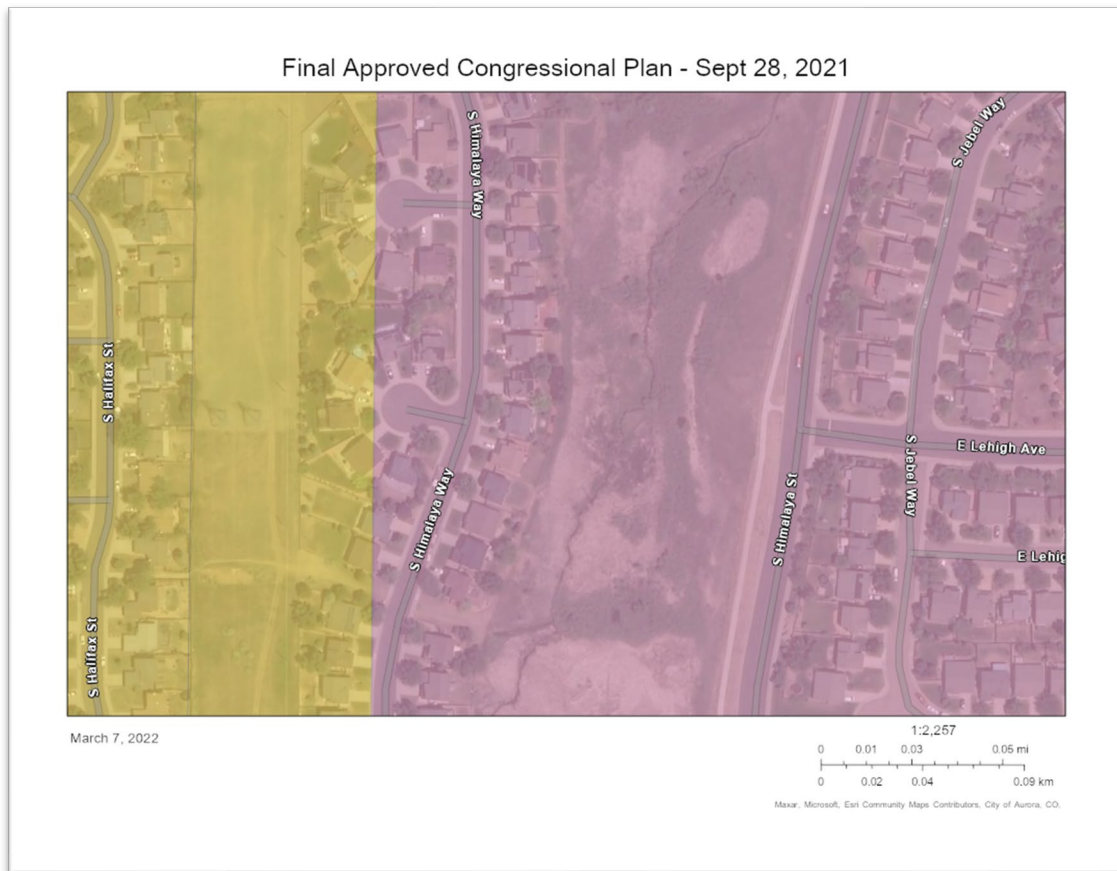 Final Approved Congressional Plan - Sept 28, 2021
S Himalaya Way
S Jebel Way
S Halifax St
S Himalaya Way
S Himalaya St
S Jebel Way
E Lehigh Ave
E Lehig
S Halifax St
March 7, 2022
1:2,257
0 0.01 0.03 0.05 mi
0 0.02 0.04 0.09 km
Maxar, Microsoft, Esri Community Maps Contributors, City of Aurora, CO,